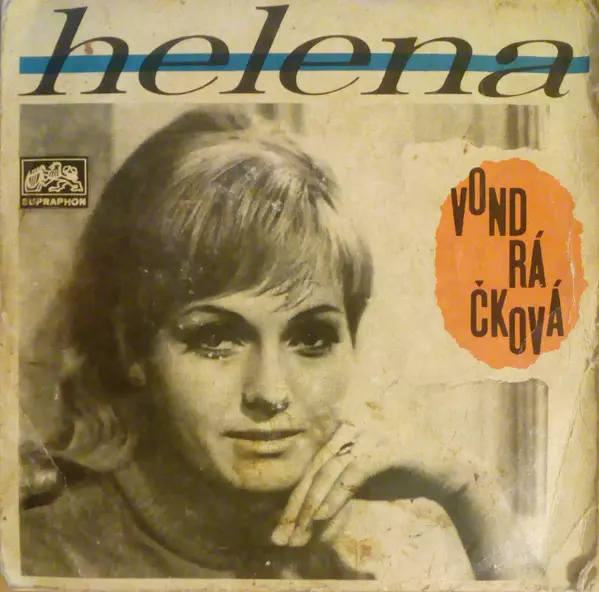 helena
SUPRAPHON
VOND
RÁ
ČKOVÁ